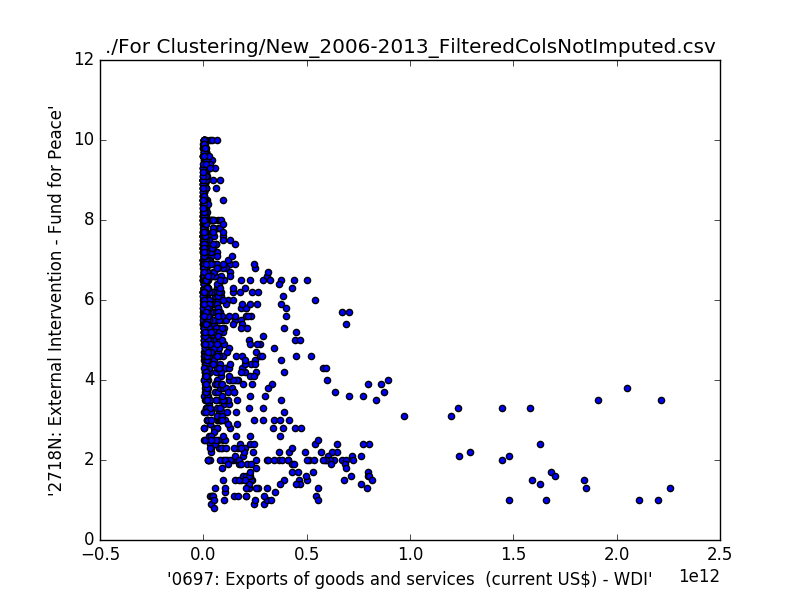 ./For Clustering/New_2006-2013_FilteredColsNotImputed.csv
12
10
8
6
4
2
0
'2718N: External Intervention - Fund for Peace'
−0.5 0.0 0.5 1.0 1.5 2.0 2.5
1e12
'0697: Exports of goods and services  (current US$) - WDI'